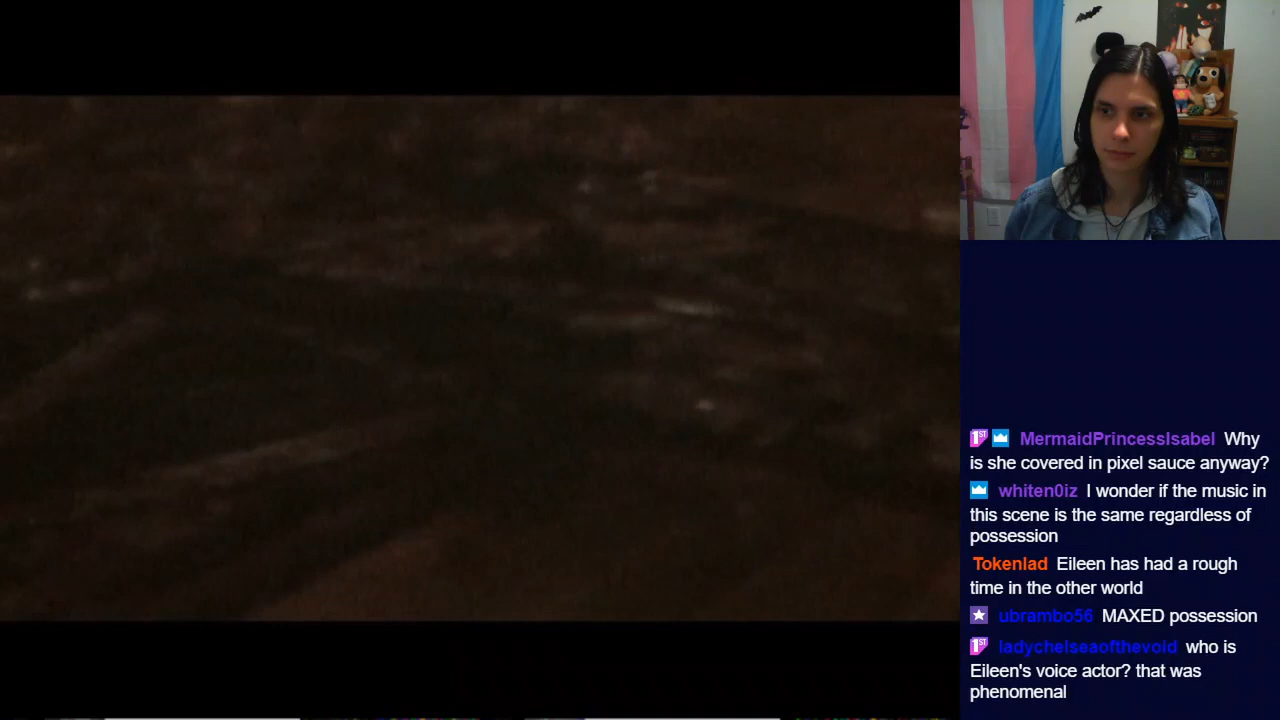 MermaidPrincessIsabel Why
is she covered in pixel sauce anyway?
whiten0iz I wonder if the music in
this scene is the same regardless of
possession
Tokenlad Eileen has had a rough
time in the other world
ubrambo56 MAXED possession
ladychelseaofthevoid who is
Eileen's voice actor? that was
phenomenal